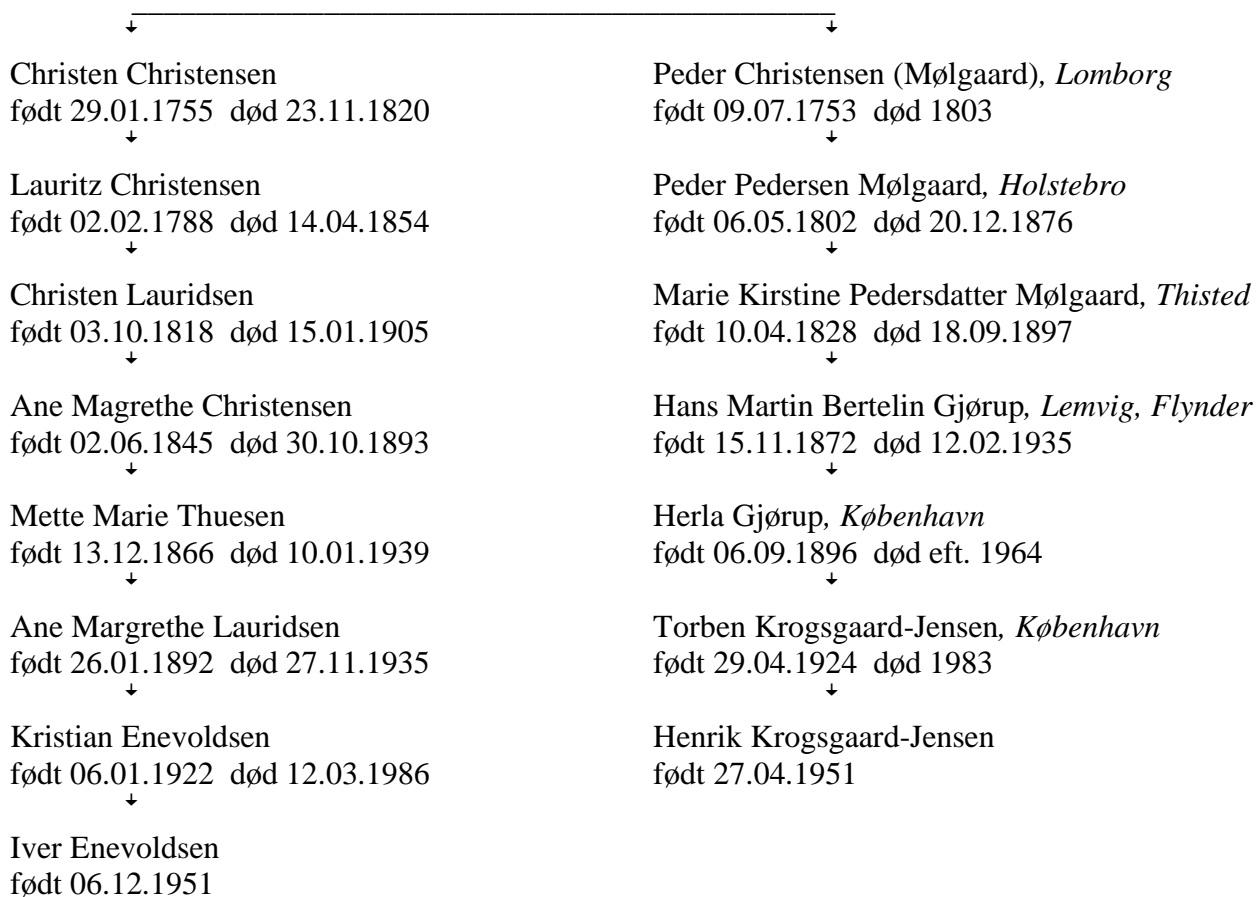 Christen Christensen
født 29.01.1755 død 23.11.1820
Lauritz Christensen
født 02.02.1788 død 14.04.1854
Christen Lauridsen
født 03.10.1818 død 15.01.1905
Ane Magrethe Christensen
født 02.06.1845 død 30.10.1893
Mette Marie Thuesen
født 13.12.1866 død 10.01.1939
Ane Margrethe Lauridsen
født 26.01.1892 død 27.11.1935
Kristian Enevoldsen
født 06.01.1922 død 12.03.1986
Iver Enevoldsen
født 06.12.1951
Peder Christensen (Mølgaard), Lomborg
født 09.07.1753 død 1803
Peder Pedersen Mølgaard, Holstebro
født 06.05.1802 død 20.12.1876
Marie Kirstine Pedersdatter Mølgaard, Thisted
født 10.04.1828 død 18.09.1897
Hans Martin Bertelin Gjørup, Lemvig, Flynder
født 15.11.1872 død 12.02.1935
Herla Gjørup, København
født 06.09.1896 død eft. 1964
Torben Krogsgaard-Jensen, København
født 29.04.1924 død 1983
Henrik Krogsgaard-Jensen
født 27.04.1951